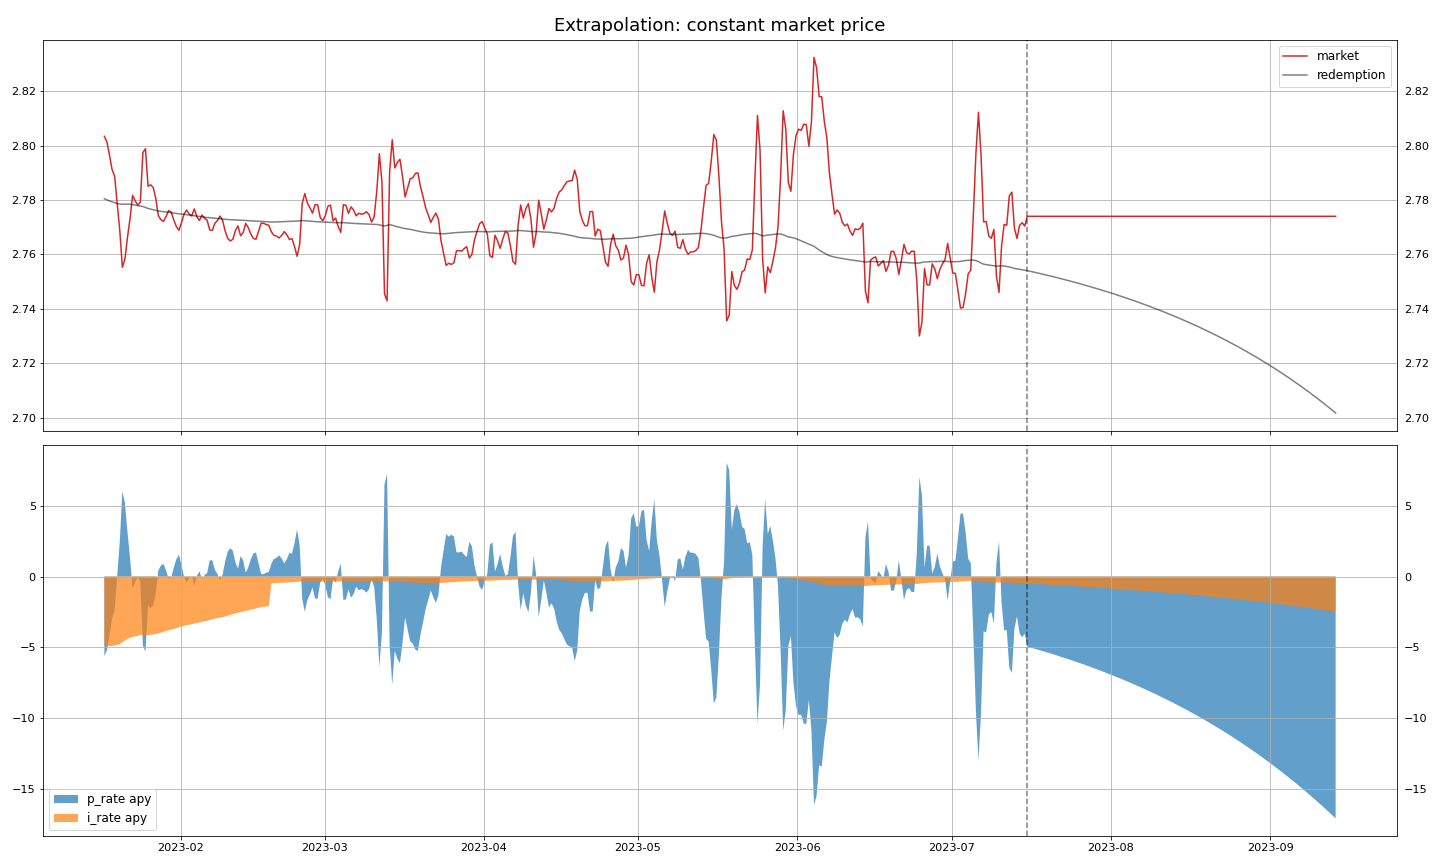 Extrapolation: constant market price
market
redemption
2.82 2.82
2.80 2.80
2.78 2.78
2.76 2.76
2.74 2.74
2.72 2.72
2.70 2.70
5 5
0 0
−5 −5
−10 −10
−15 −15
p_rate apy
i_rate apy
2023-02 2023-03 2023-04 2023-05 2023-06 2023-07 2023-08 2023-09